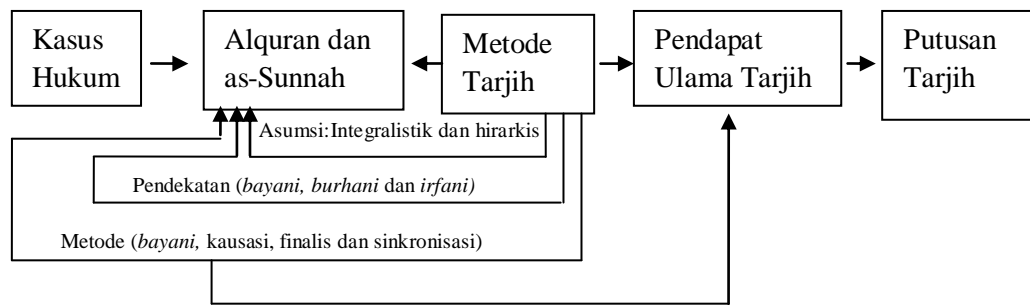 Kasus
Hukum
Alquran dan
as-Sunnah
Metode
Tarjih
Pendapat
Ulama Tarjih
Putusan
Tarjih
Asumsi:Integralistik dan hirarkis
Pendekatan (bayani, burhani dan irfani)
Metode (bayani, kausasi, finalis dan sinkronisasi)